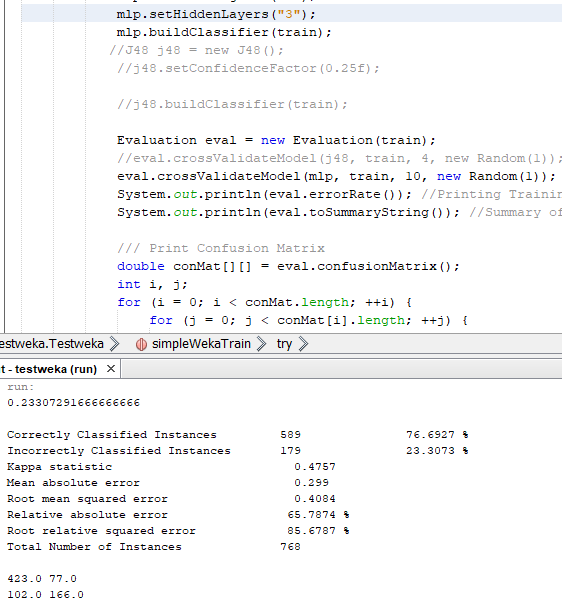 mlp.setHiddenLayers("3");
mlp.buildClassifier(train);
//J48 j48 = new J48();
//j48.setConfidenceFactor(0.25f);
//j48.buildClassifier(train);
Evaluation eval = new Evaluation(train);
//eval.crossValidateModel(j48, train, 4, new Random(1));
eval.crossValidateModel(mlp, train, 10, new Random(1));
System.out.println(eval.errorRate()); //Printing Trainin
System.out.println(eval.toSummaryString()); //Summary of
/// Print Confusion Matrix
double conMat[][] = eval.confusionMatrix();
int i, j;
for (i = 0; i < conMat.length; ++i) {
for (j = 0; j < conMat[i].length; ++j) {
estweka.Testweka simpleWekaTrain try
t - testweka (run)
run:
0.23307291666666666
Correctly Classified Instances 589 76.6927 %
Incorrectly Classified Instances 179 23.3073 %
Kappa statistic 0.4757
Mean absolute error 0.299
Root mean squared error 0.4084
Relative absolute error 65.7874 %
Root relative squared error 85.6787 %
Total Number of Instances 768
423.0 77.0
102.0 166.0